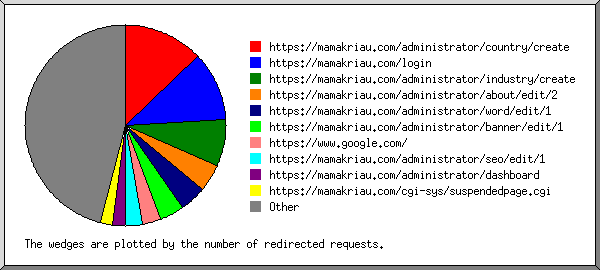 https://mamakriau.com/administrator/country/create
https://mamakriau.com/login
https://mamakriau.com/administrator/industry/create
https://mamakriau.com/administrator/about/edit/2
https://mamakriau.com/administrator/word/edit/1
https://mamakriau.com/administrator/banner/edit/1
https://www.google.com/
https://mamakriau.com/administrator/seo/edit/1
https://mamakriau.com/administrator/dashboard
https://mamakriau.com/cgi-sys/suspendedpage.cgi
Other
The wedges are plotted by the number of redirected requests.